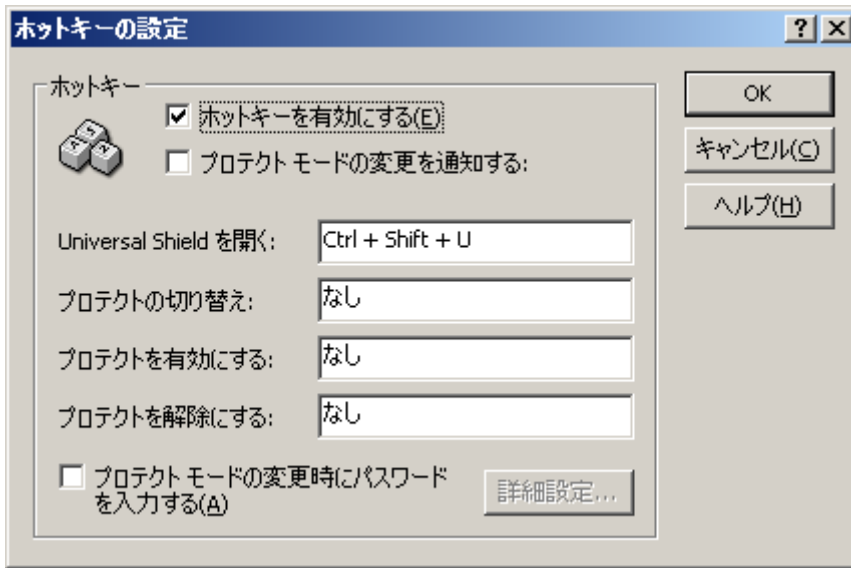 ホットキーの設定
ホットキー
ホットキーを有効にする(E)
プロテクト モードの変更を通知する:
Universal Shield を開く: Ctrl + Shift + U
プロテクトの切り替え: なし
プロテクトを有効にする: なし
プロテクトを解除にする: なし
プロテクト モードの変更時にパスワード
を入力する(A)
詳細設定...
OK
キャンセル(C)
ヘルプ(H)